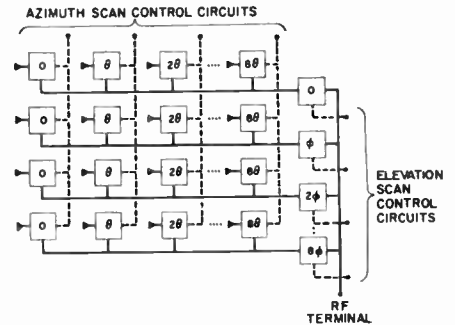 AZIMUTH SCAN CONTROL CIRCUITS
0 θ 2θ 8θ
0
0 θ 2θ 8θ
φ
0 θ 2θ 8θ
2φ
0 θ 2θ 8θ
8φ
ELEVATION
SCAN
CONTROL
CIRCUITS
RF
TERMINAL